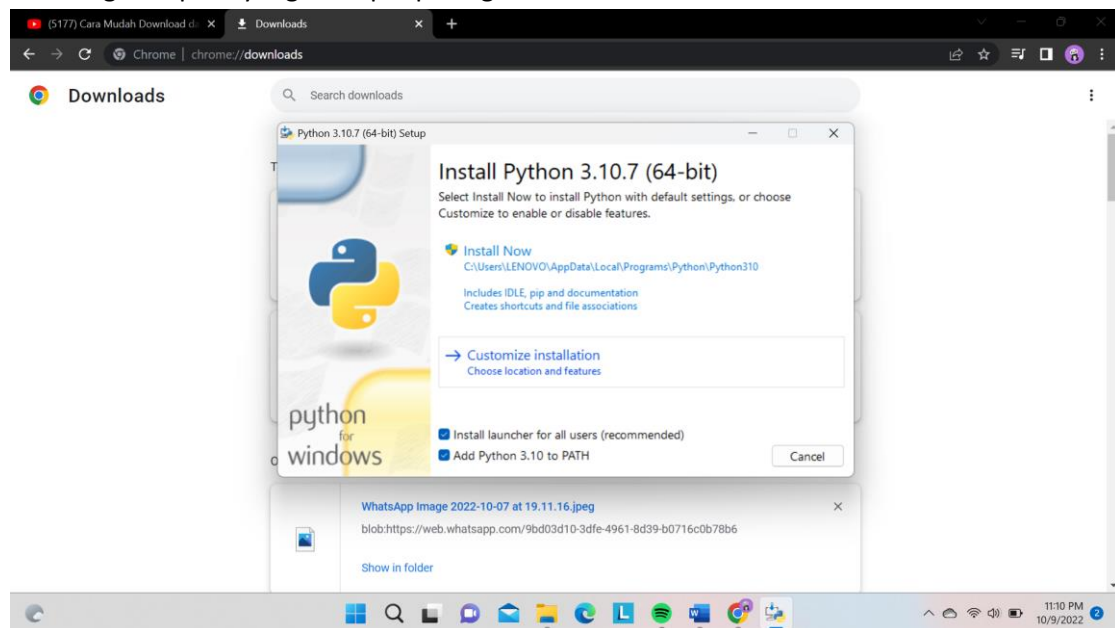 (5177) Cara Mudah Download d
Downloads
Chrome | chrome://downloads
Downloads
Search downloads
Python 3.10.7 (64-bit) Setup
Install Python 3.10.7 (64-bit)
Select Install Now to install Python with default settings, or choose
Customize to enable or disable features.
Install Now
C:\Users\LENOVO\AppData\Local\Programs\Python\Python310
Includes IDLE, pip and documentation
Creates shortcuts and file associations
Customize installation
Choose location and features
python
for
windows
Install launcher for all users (recommended)
Add Python 3.10 to PATH
Cancel
WhatsApp Image 2022-10-07 at 19.11.16.jpeg
blob:https://web.whatsapp.com/9bd03d10-3dfe-4961-8d39-b0716c0b78b6
Show in folder
11:10 PM
10/9/2022
2